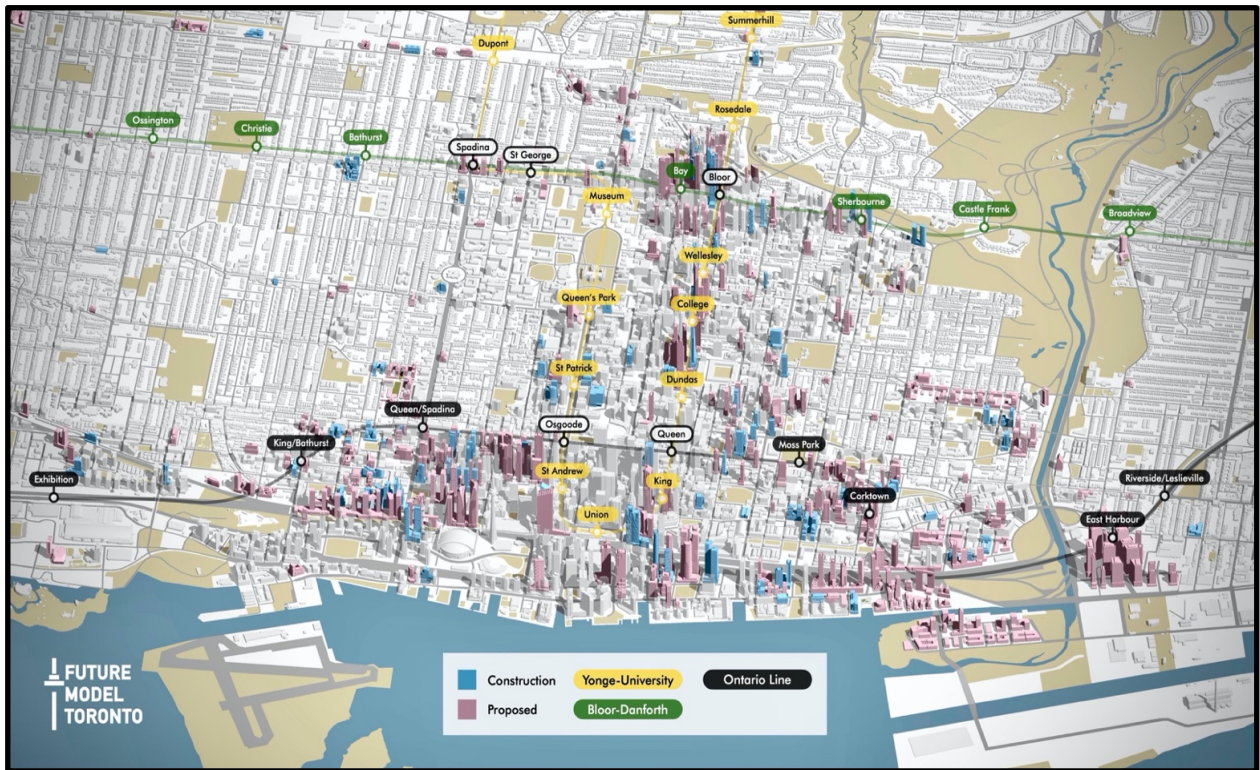 Summerhill
Dupont
Rosedale
Ossington
Christie
Bathurst
Spadina
St George
Bay
Bloor
Museum
Sherbourne
Castle Frank
Broadview
Wellesley
Queen's Park
College
St Patrick
Dundas
Queen/Spadina
Osgoode
Queen
King/Bathurst
Moss Park
Exhibition
St Andrew
King
Riverside/Leslieville
Corktown
Union
East Harbour
FUTURE
MODEL
TORONTO
Construction
Yonge-University
Ontario Line
Proposed
Bloor-Danforth